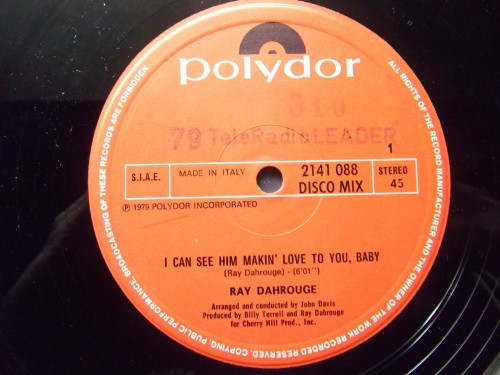 polydor
310
79 TeleRadioLEADER
1
S.I.A.E.
MADE IN ITALY
2141 088
DISCO MIX
STEREO
45
Ⓟ 1979 POLYDOR INCORPORATED
I CAN SEE HIM MAKIN' LOVE TO YOU, BABY
(Ray Dahrouge) - (6'01'')
RAY DAHROUGE
Arranged and conducted by John Davis
Produced by Billy Terrell and Ray Dahrouge
for Cherry Hill Prod., Inc.
ALL RIGHTS OF THE RECORD MANUFACTURER AND THE OWNER OF THE WORK RECORDED RESERVED. COPYING, PUBLIC PERFORMANCE BROADCASTING OF THESE RECORDS ARE FORBIDDEN.